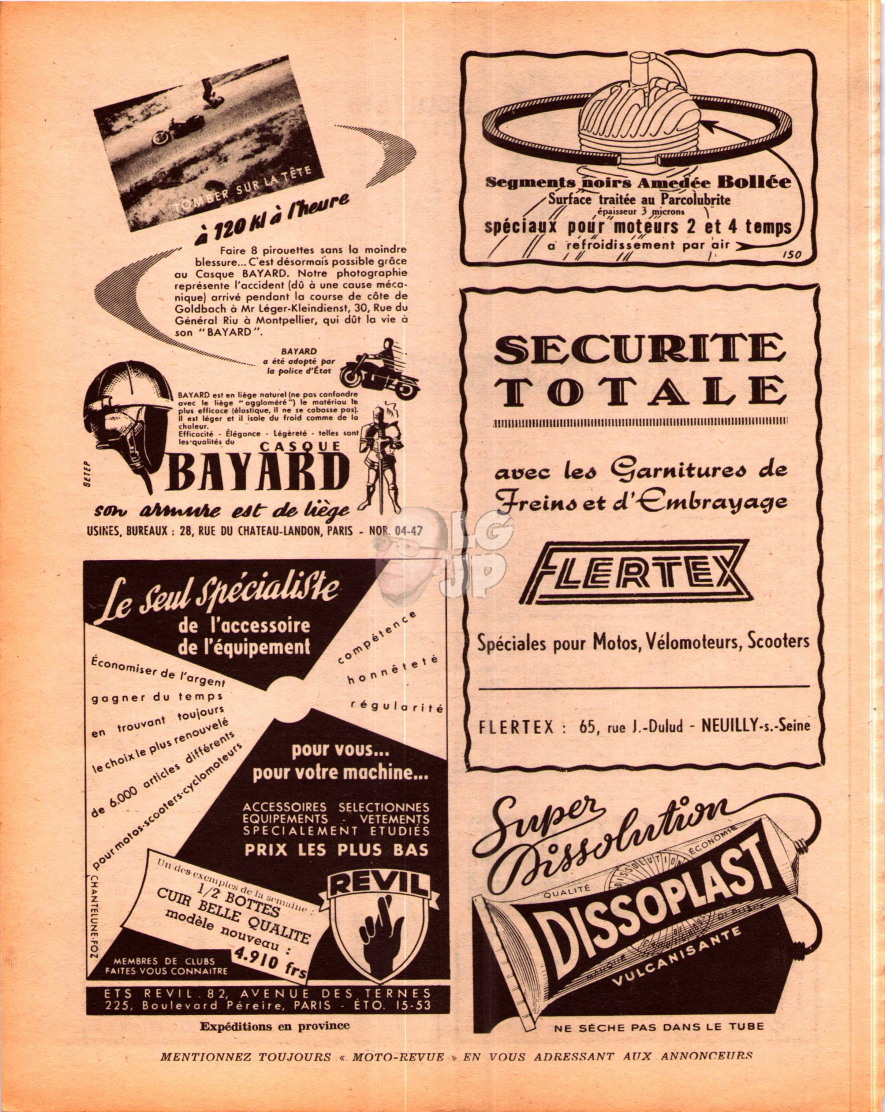 TOMBER SUR LA TÊTE
à 120 kl à l'heure
Faire 8 pirouettes sans la moindre
blessure... C'est désormais possible grâce
au Casque BAYARD. Notre photographie
représente l'accident (dû à une cause méca-
nique) arrivé pendant la course de côte de
Goldbach à Mr Léger-Kleindienst, 30, Rue du
Général Riu à Montpellier, qui dût la vie à
son "BAYARD".
BAYARD
a été adopté par
la police d'État
BAYARD est en liège naturel (ne pas confondre
avec le liège "aggloméré") le matériau le
plus efficace (élastique, il ne se cabosse pas).
Il est léger et il isole du froid comme de la
chaleur.
Efficacité - Élégance - Légèreté - telles sont
les qualités du
CASQUE
BAYARD
SETEP
son armure est de liège
USINES, BUREAUX : 28, RUE DU CHATEAU-LANDON, PARIS - NOR. 04-47
LG
JP
Le seul spécialiste
de l'accessoire
de l'équipement
Économiser de l'argent
gagner du temps
en trouvant toujours
le choix le plus renouvelé
de 6.000 articles différents
pour motos-scooters-cyclomoteurs
compétence
honnêteté
régularité
pour vous...
pour votre machine...
ACCESSOIRES SELECTIONNES
EQUIPEMENTS - VETEMENTS
SPECIALEMENT ETUDIÉS
PRIX LES PLUS BAS
CHANTELUNE-FOZ
Un des exemples de la semaine :
1/2 BOTTES
CUIR BELLE QUALITE
modèle nouveau :
4.910 frs
REVIL
MEMBRES DE CLUBS
FAITES VOUS CONNAITRE
ETS REVIL. 82, AVENUE DES TERNES
225, Boulevard Péreire, PARIS - ÉTO. 15-53
Expéditions en province
Segments noirs Amedée Bollée
Surface traitée au Parcolubrite
épaisseur 3 microns
spéciaux pour moteurs 2 et 4 temps
a refroidissement par air
150
SECURITE
TOTALE
avec les Garnitures de
Freins et d'Embrayage
FLERTEX
Spéciales pour Motos, Vélomoteurs, Scooters
FLERTEX : 65, rue J.-Dulud - NEUILLY-s.-Seine
Super
Dissolution
QUALITÉ
DISSOLUTION
ÉCONOMIE
DISSOPLAST
VULCANISANTE
NE SÈCHE PAS DANS LE TUBE
MENTIONNEZ TOUJOURS « MOTO-REVUE » EN VOUS ADRESSANT AUX ANNONCEURS